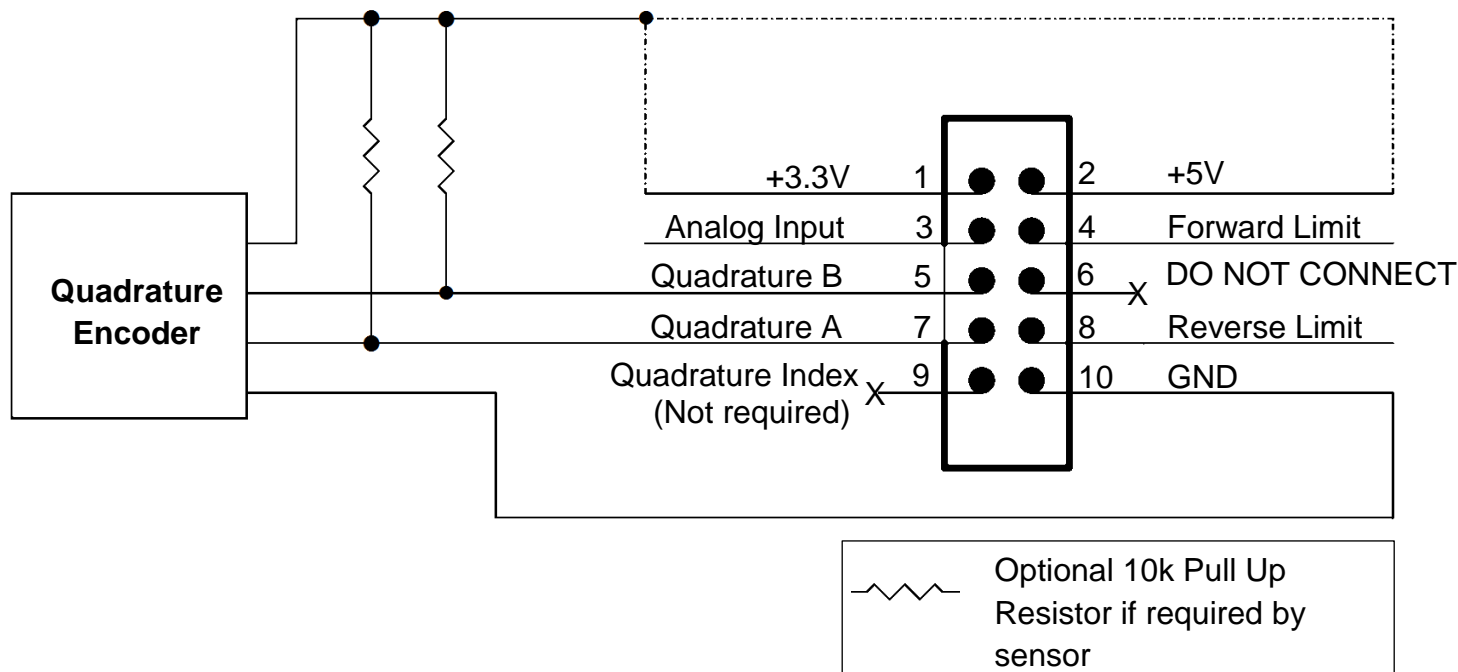 +3.3V 1 2 +5V
Analog Input 3 4 Forward Limit
Quadrature B 5 6 DO NOT CONNECT
X
Quadrature A 7 8 Reverse Limit
Quadrature Index X 9 10 GND
(Not required)
Quadrature
Encoder
Optional 10k Pull Up
Resistor if required by
sensor